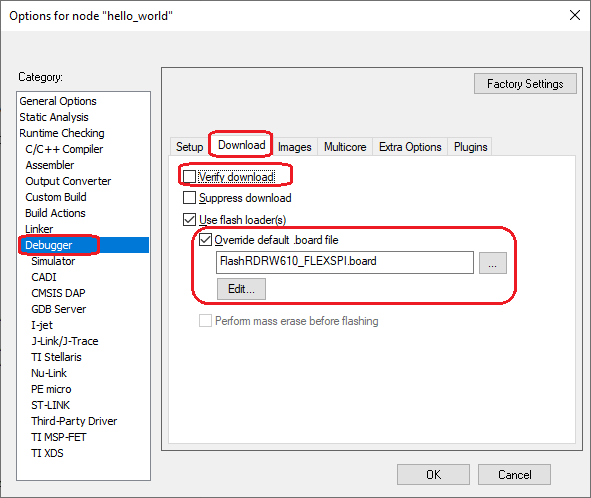 Options for node "hello_world"
Category:
General Options
Static Analysis
Runtime Checking
C/C++ Compiler
Assembler
Output Converter
Custom Build
Build Actions
Linker
Debugger
Simulator
CADI
CMSIS DAP
GDB Server
I-jet
J-Link/J-Trace
TI Stellaris
Nu-Link
PE micro
ST-LINK
Third-Party Driver
TI MSP-FET
TI XDS
Factory Settings
Setup Download Images Multicore Extra Options Plugins
Verify download
Suppress download
Use flash loader(s)
Override default .board file
FlashRDRW610_FLEXSPI.board
...
Edit...
Perform mass erase before flashing
OK Cancel